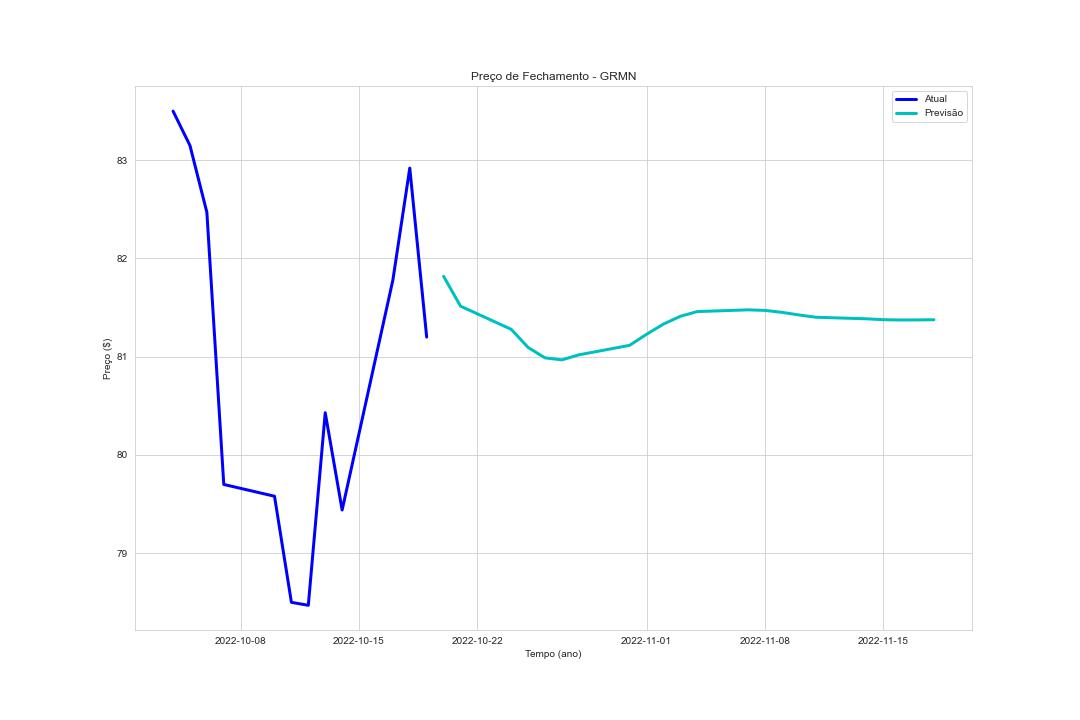 Preço de Fechamento - GRMN
Atual
Previsão
83
82
81
80
79
Preço ($)
2022-10-08
2022-10-15
2022-10-22
2022-11-01
2022-11-08
2022-11-15
Tempo (ano)